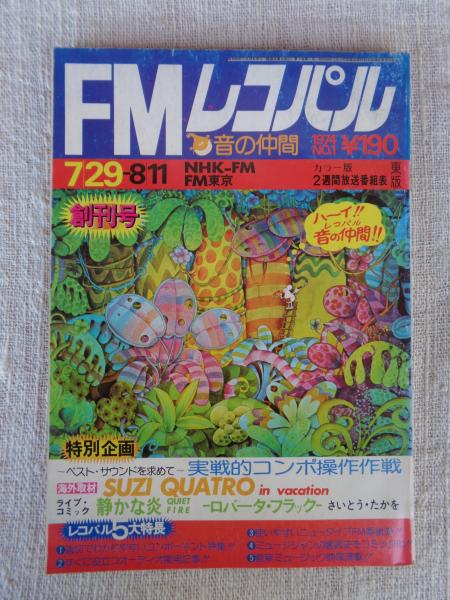 FMレコパル
音の仲間
1974 NO.1 ¥190
7/29-8/11
NHK-FM
FM東京
カラー版
2週間放送番組表
東版
創刊号
ハーイ!!
レコパル
音の仲間!!
特別企画
~ベスト・サウンドを求めて~実戦的コンポ操作作戦
海外取材 SUZI QUATRO in vacation
ライブ・コミック 静かな炎 QUIET FIRE -ロバータ・フラック- さいとう・たかを
レコパル5大特長